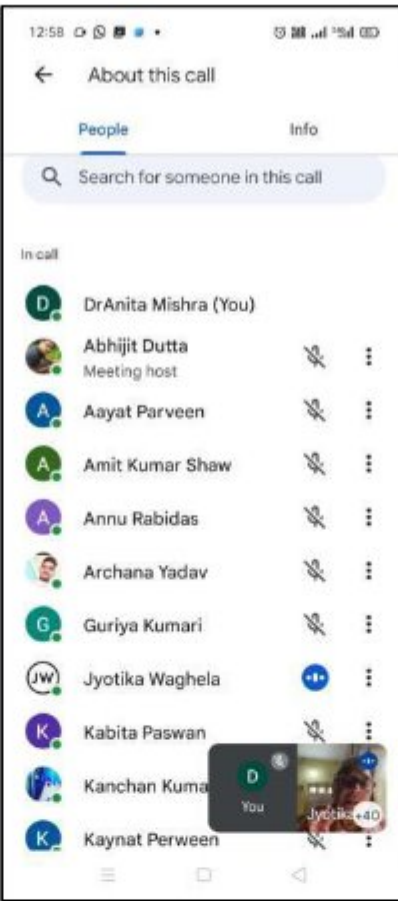 12:58
About this call
People
Info
Search for someone in this call
In call
D
DrAnita Mishra (You)
Abhijit Dutta
Meeting host
A
Aayat Parveen
A
Amit Kumar Shaw
A
Annu Rabidas
Archana Yadav
G
Guriya Kumari
JW
Jyotika Waghela
K
Kabita Paswan
Kanchan Kuma
D
You
Jyotika
+40
K
Kaynat Perween